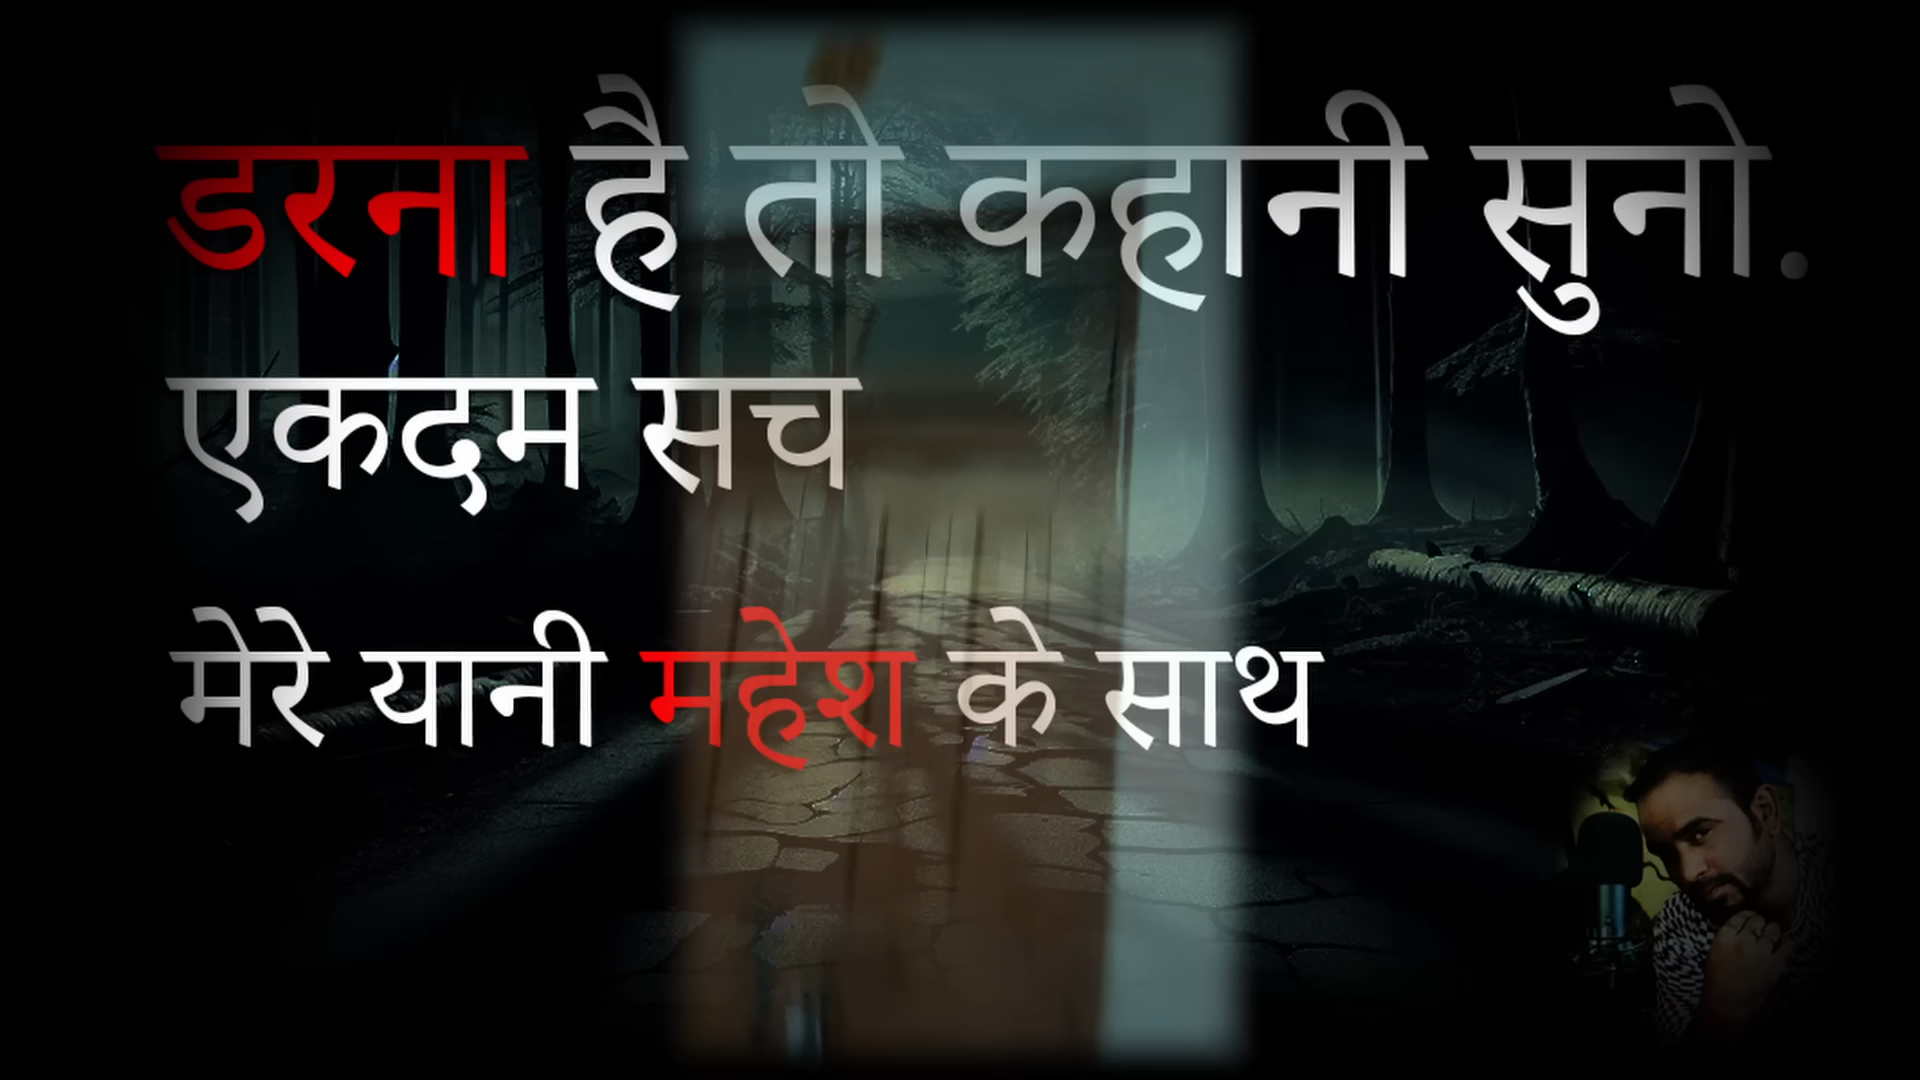 डरना है तो कहानी सुनो.
एकदम सच
मेरे यानी महेश के साथ